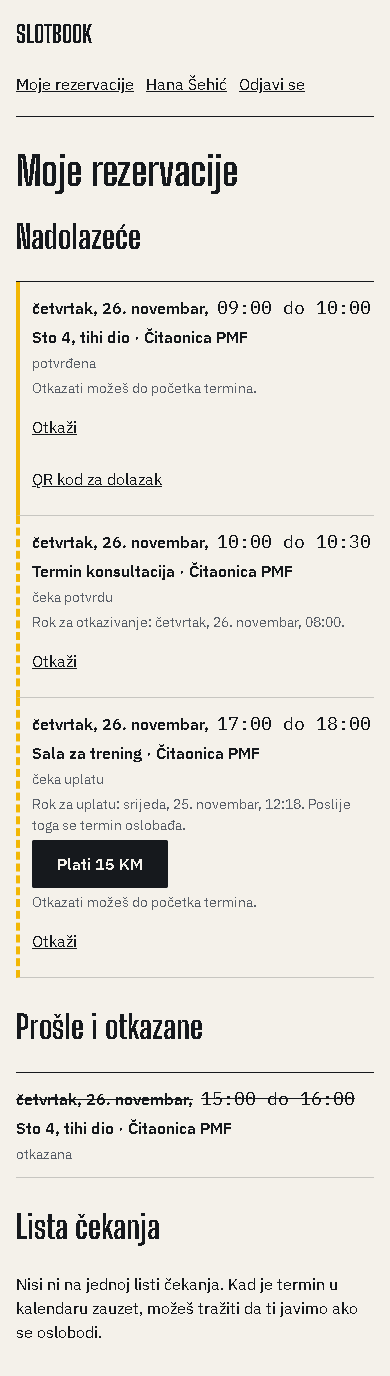 SLOTBOOK
Moje rezervacije Hana Šehić Odjavi se
Moje rezervacije
Nadolazeće
četvrtak, 26. novembar, 09:00 do 10:00
Sto 4, tihi dio · Čitaonica PMF
potvrđena
Otkazati možeš do početka termina.
Otkaži
QR kod za dolazak
četvrtak, 26. novembar, 10:00 do 10:30
Termin konsultacija · Čitaonica PMF
čeka potvrdu
Rok za otkazivanje: četvrtak, 26. novembar, 08:00.
Otkaži
četvrtak, 26. novembar, 17:00 do 18:00
Sala za trening · Čitaonica PMF
čeka uplatu
Rok za uplatu: srijeda, 25. novembar, 12:18. Poslije
toga se termin oslobađa.
Plati 15 KM
Otkazati možeš do početka termina.
Otkaži
Prošle i otkazane
četvrtak, 26. novembar, 15:00 do 16:00
Sto 4, tihi dio · Čitaonica PMF
otkazana
Lista čekanja
Nisi ni na jednoj listi čekanja. Kad je termin u
kalendaru zauzet, možeš tražiti da ti javimo ako
se oslobodi.